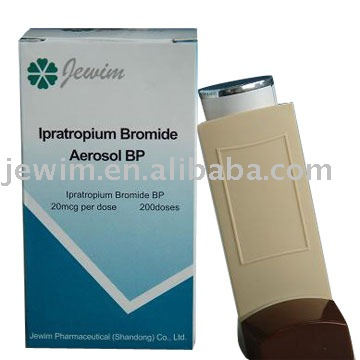 Jewim
Ipratropium Bromide
Aerosol BP
jewim.en.alibaba.com
Ipratropium Bromide BP
20mcg per dose 200doses
Jewim Pharmaceutical (Shandong) Co., Ltd.